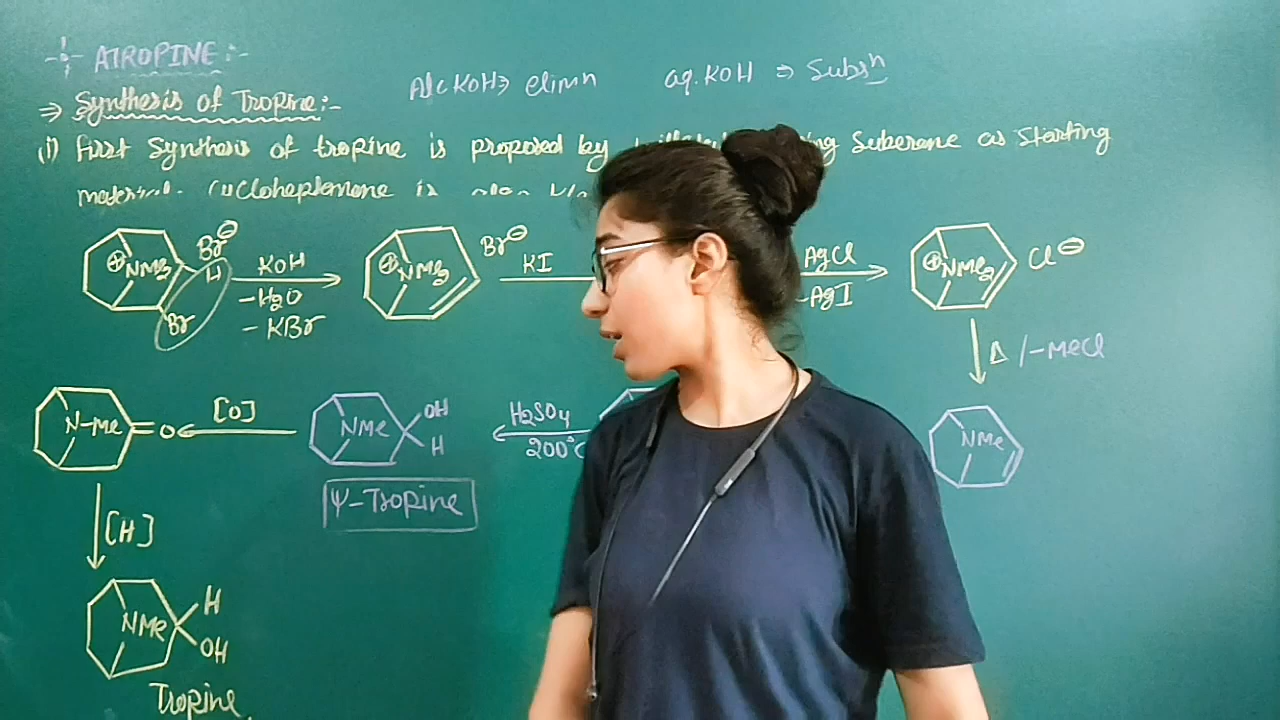 ATROPINE:-
Alc KOH⇒ elimn aq.KOH ⇒ Subsn
⇒ Synthesis of Tropine:-
(i) First Synthesis of tropine is proposed by Suberone as starting
is
⊕NMe2 Br⊖ H Br KOH -H2O -KBr
⊕NMe2 Br⊖ KI
AgCl -AgI
⊕NMe2 Cl⊖
Δ /-MeCl
N-Me =O [O]
NMe OH H
H2SO4 200°C
NMe
Ψ-Tropine
[H]
NMe H OH
Tropine